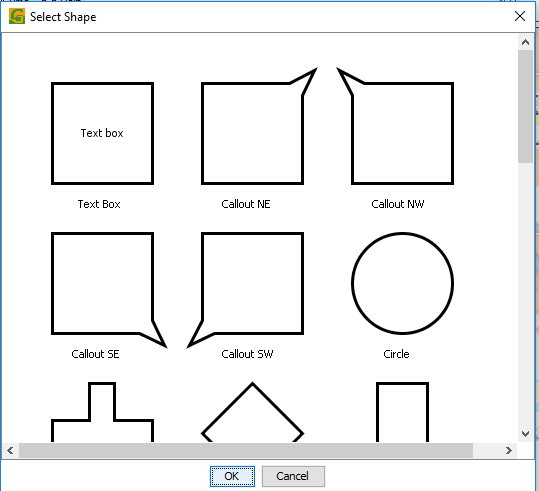 Select Shape
Text box
Text Box
Callout NE
Callout NW
Callout SE
Callout SW
Circle
OK
Cancel